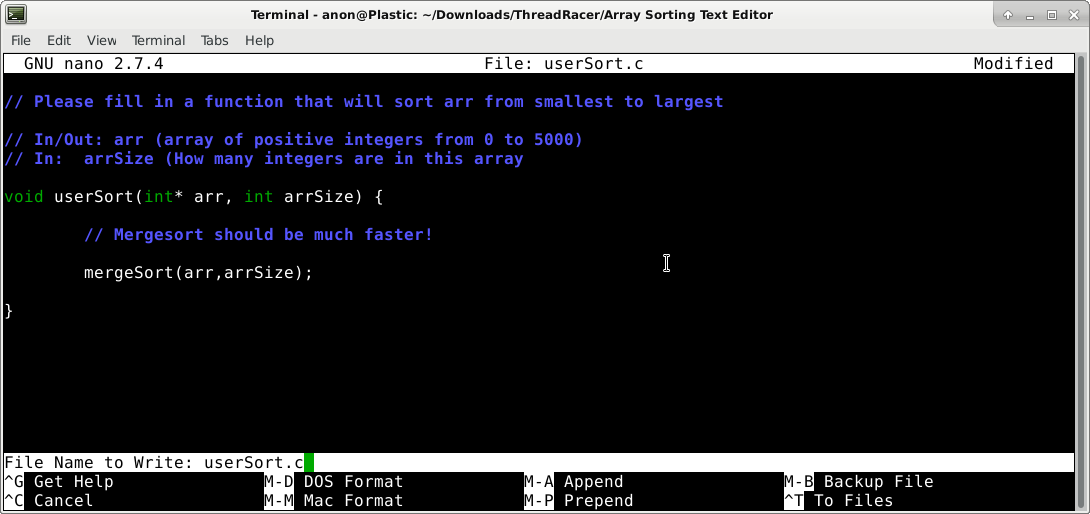 Terminal - anon@Plastic: ~/Downloads/ThreadRacer/Array Sorting Text Editor
File Edit View Terminal Tabs Help
GNU nano 2.7.4 File: userSort.c Modified
// Please fill in a function that will sort arr from smallest to largest
// In/Out: arr (array of positive integers from 0 to 5000)
// In:  arrSize (How many integers are in this array
void userSort(int* arr, int arrSize) {
// Mergesort should be much faster!
mergeSort(arr,arrSize);
}
File Name to Write: userSort.c
^G Get Help M-D DOS Format M-A Append M-B Backup File
^C Cancel M-M Mac Format M-P Prepend ^T To Files